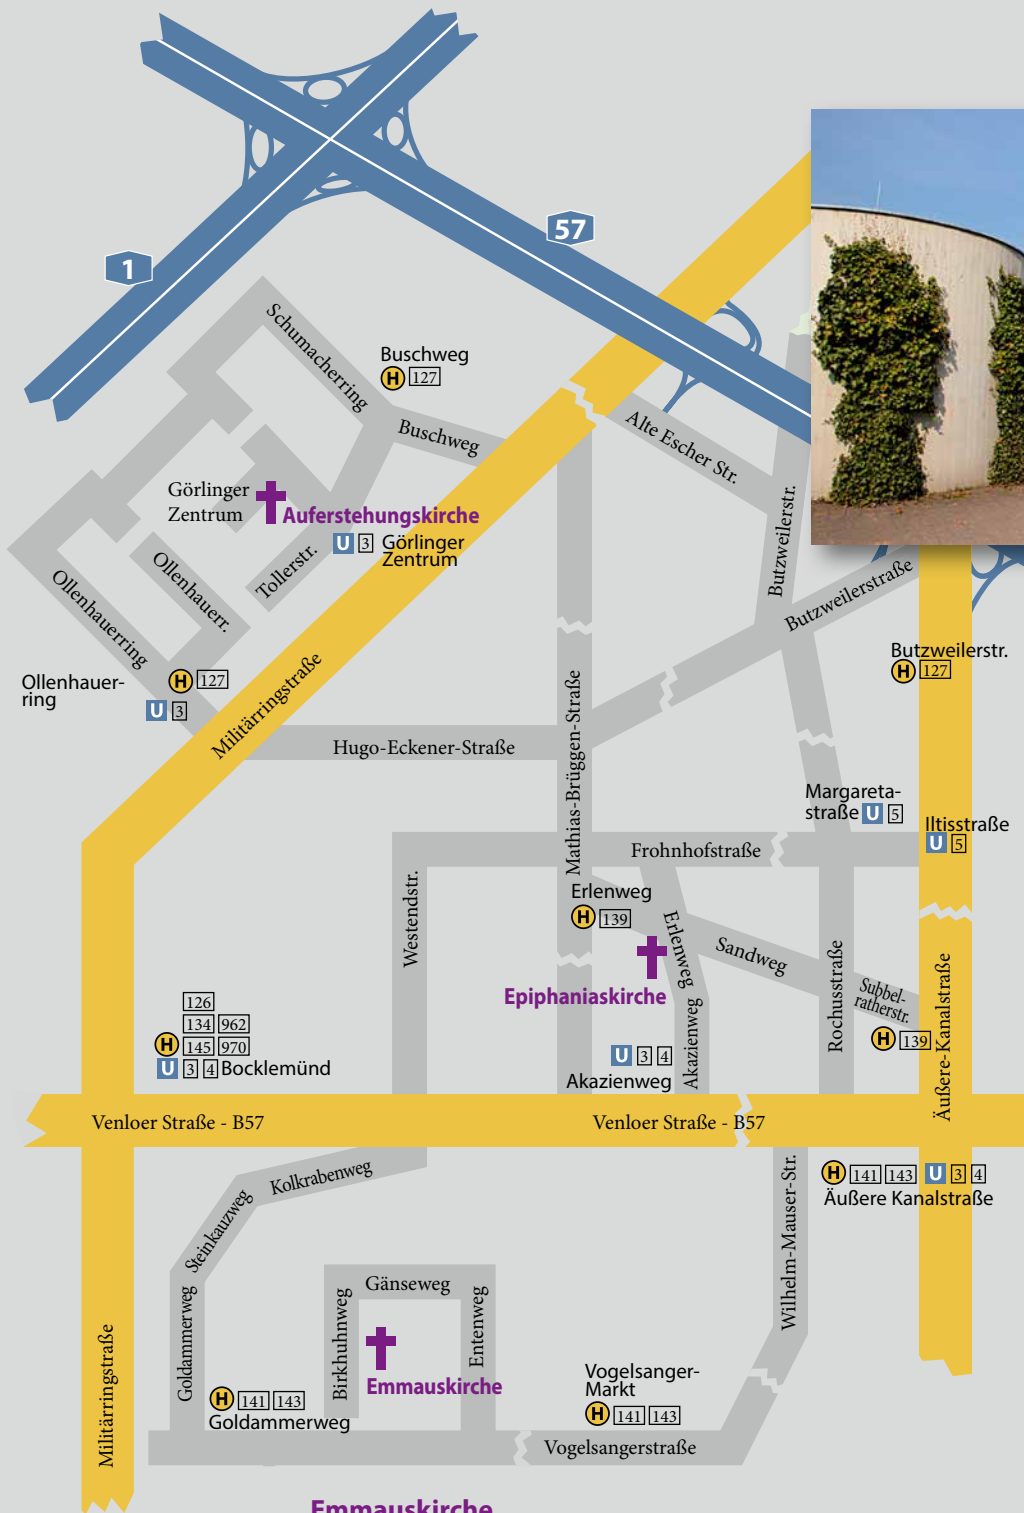 57
1
Schumacherring
Buschweg
H 127
Buschweg
Alte Escher Str.
Görlinger
Zentrum
Auferstehungskirche
U 3 Görlinger
Zentrum
Butzweilerstr.
Ollenhauerring
Ollenhauerr.
Tollerstr.
Butzweilerstraße
Butzweilerstr.
H 127
Ollenhauer-
ring
H 127
U 3
Militärringstraße
Hugo-Eckener-Straße
Mathias-Brüggen-Straße
Margareta-
straße U 5
Iltisstraße
U 5
Frohnhofstraße
Westendstr.
Erlenweg
H 139
Erlenweg
Sandweg
Epiphaniaskirche
Rochusstraße
Subbel-
ratherstr.
H 139
Äußere-Kanalstraße
126
134 962
H 145 970
U 3 4 Bocklemünd
U 3 4
Akazienweg
Akazienweg
Venloer Straße - B57
Venloer Straße - B57
Kolkrabenweg
Steinkauzweg
Goldammerweg
H 141 143 U 3 4
Äußere Kanalstraße
Wilhelm-Mauser-Str.
Gänseweg
Birkhuhnweg
Entenweg
Emmauskirche
Militärringstraße
H 141 143
Goldammerweg
Vogelsanger-
Markt
H 141 143
Vogelsangerstraße
Emmauskirche